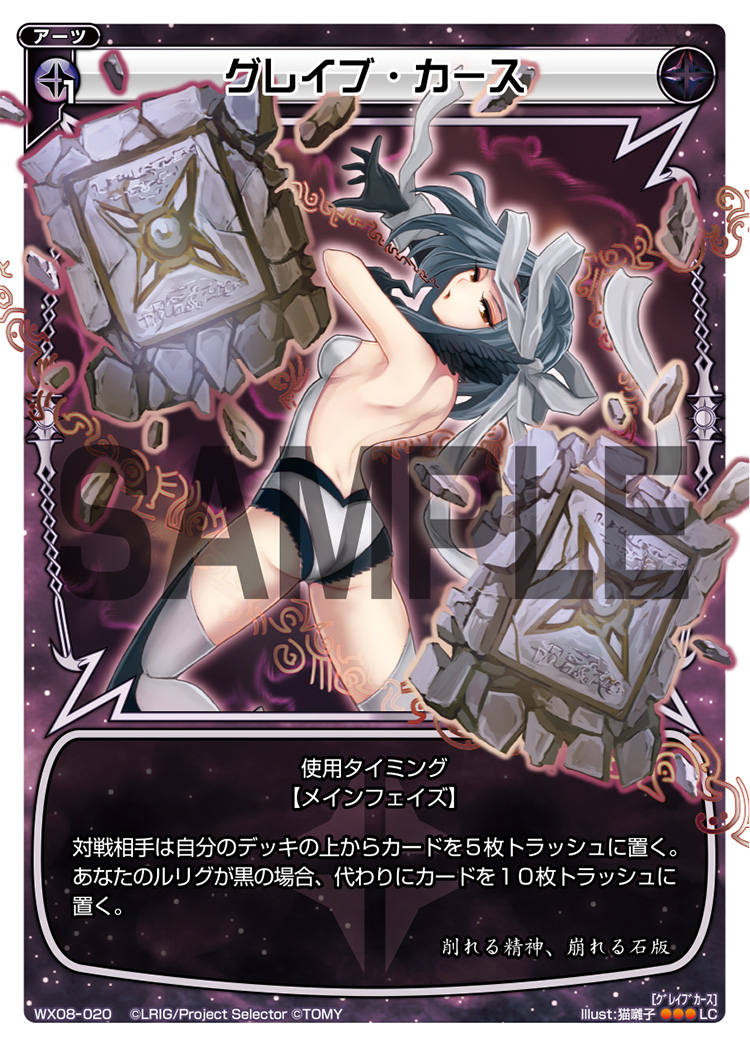 アーツ
1
グレイブ・カース
SAMPLE
使用タイミング
【メインフェイズ】
対戦相手は自分のデッキの上からカードを５枚トラッシュに置く。
あなたのルリグが黒の場合、代わりにカードを１０枚トラッシュに
置く。
削れる精神、崩れる石版
[ｸﾞﾚｲﾌﾞｶｰｽ]
WX08-020 ©LRIG/Project Selector ©TOMY Illust:猫囃子 LC